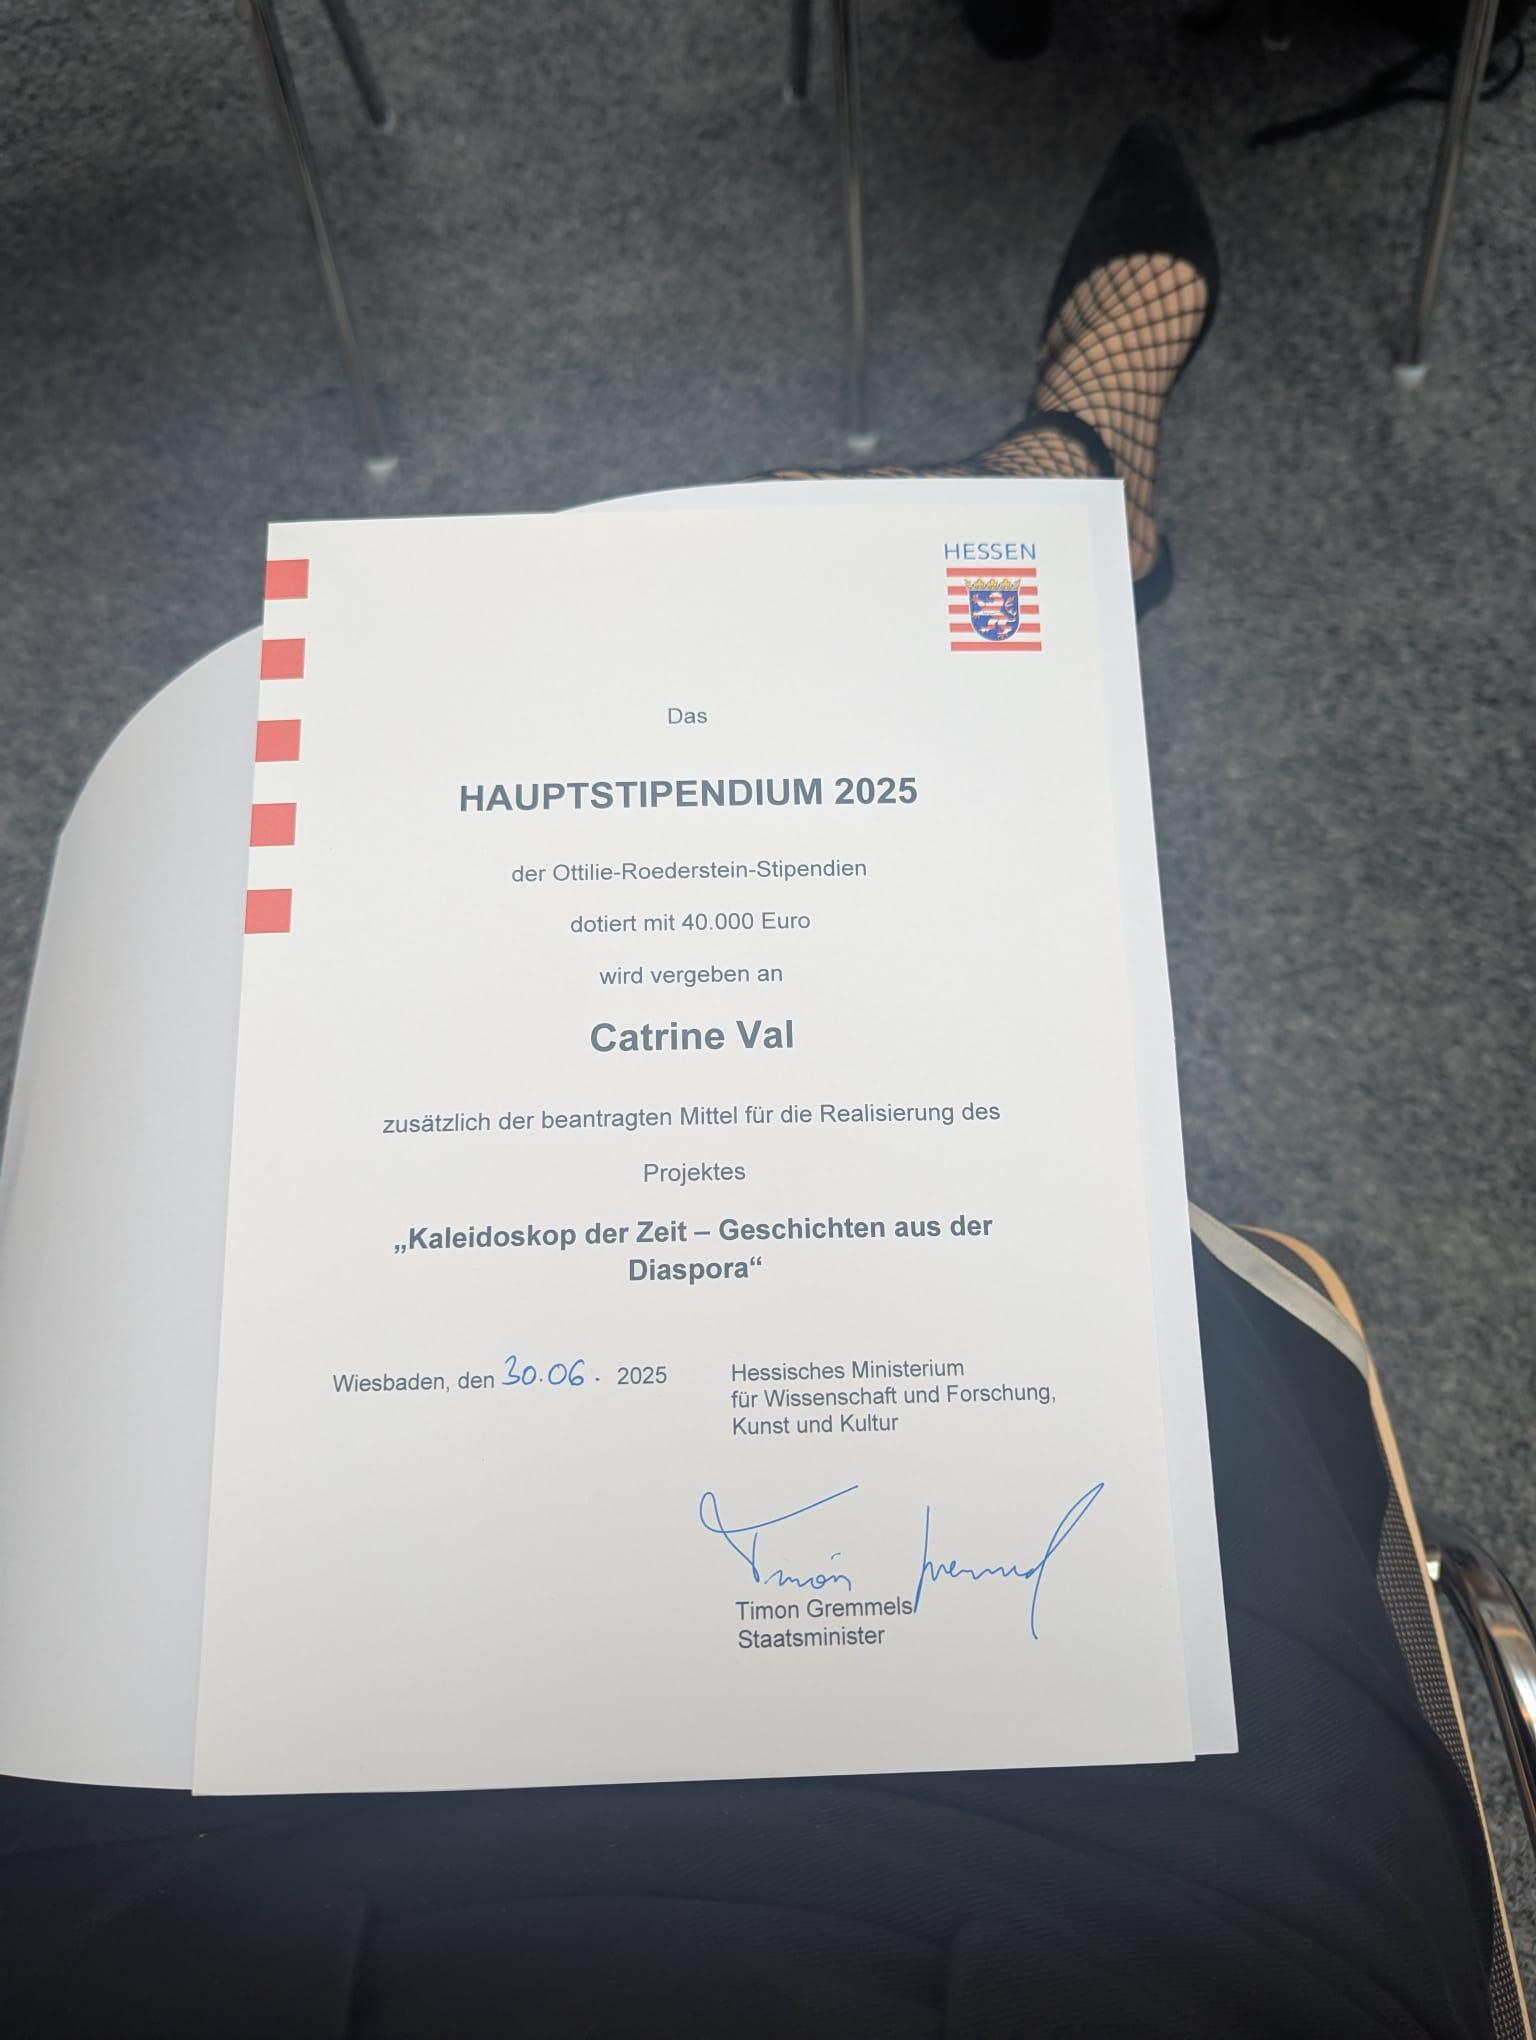 HESSEN
Das
HAUPTSTIPENDIUM 2025
der Ottilie-Roederstein-Stipendien
dotiert mit 40.000 Euro
wird vergeben an
Catrine Val
zusätzlich der beantragten Mittel für die Realisierung des
Projektes
„Kaleidoskop der Zeit – Geschichten aus der
Diaspora“
Wiesbaden, den 30.06. 2025
Hessisches Ministerium
für Wissenschaft und Forschung,
Kunst und Kultur
Timon Gremmels
Timon Gremmels
Staatsminister